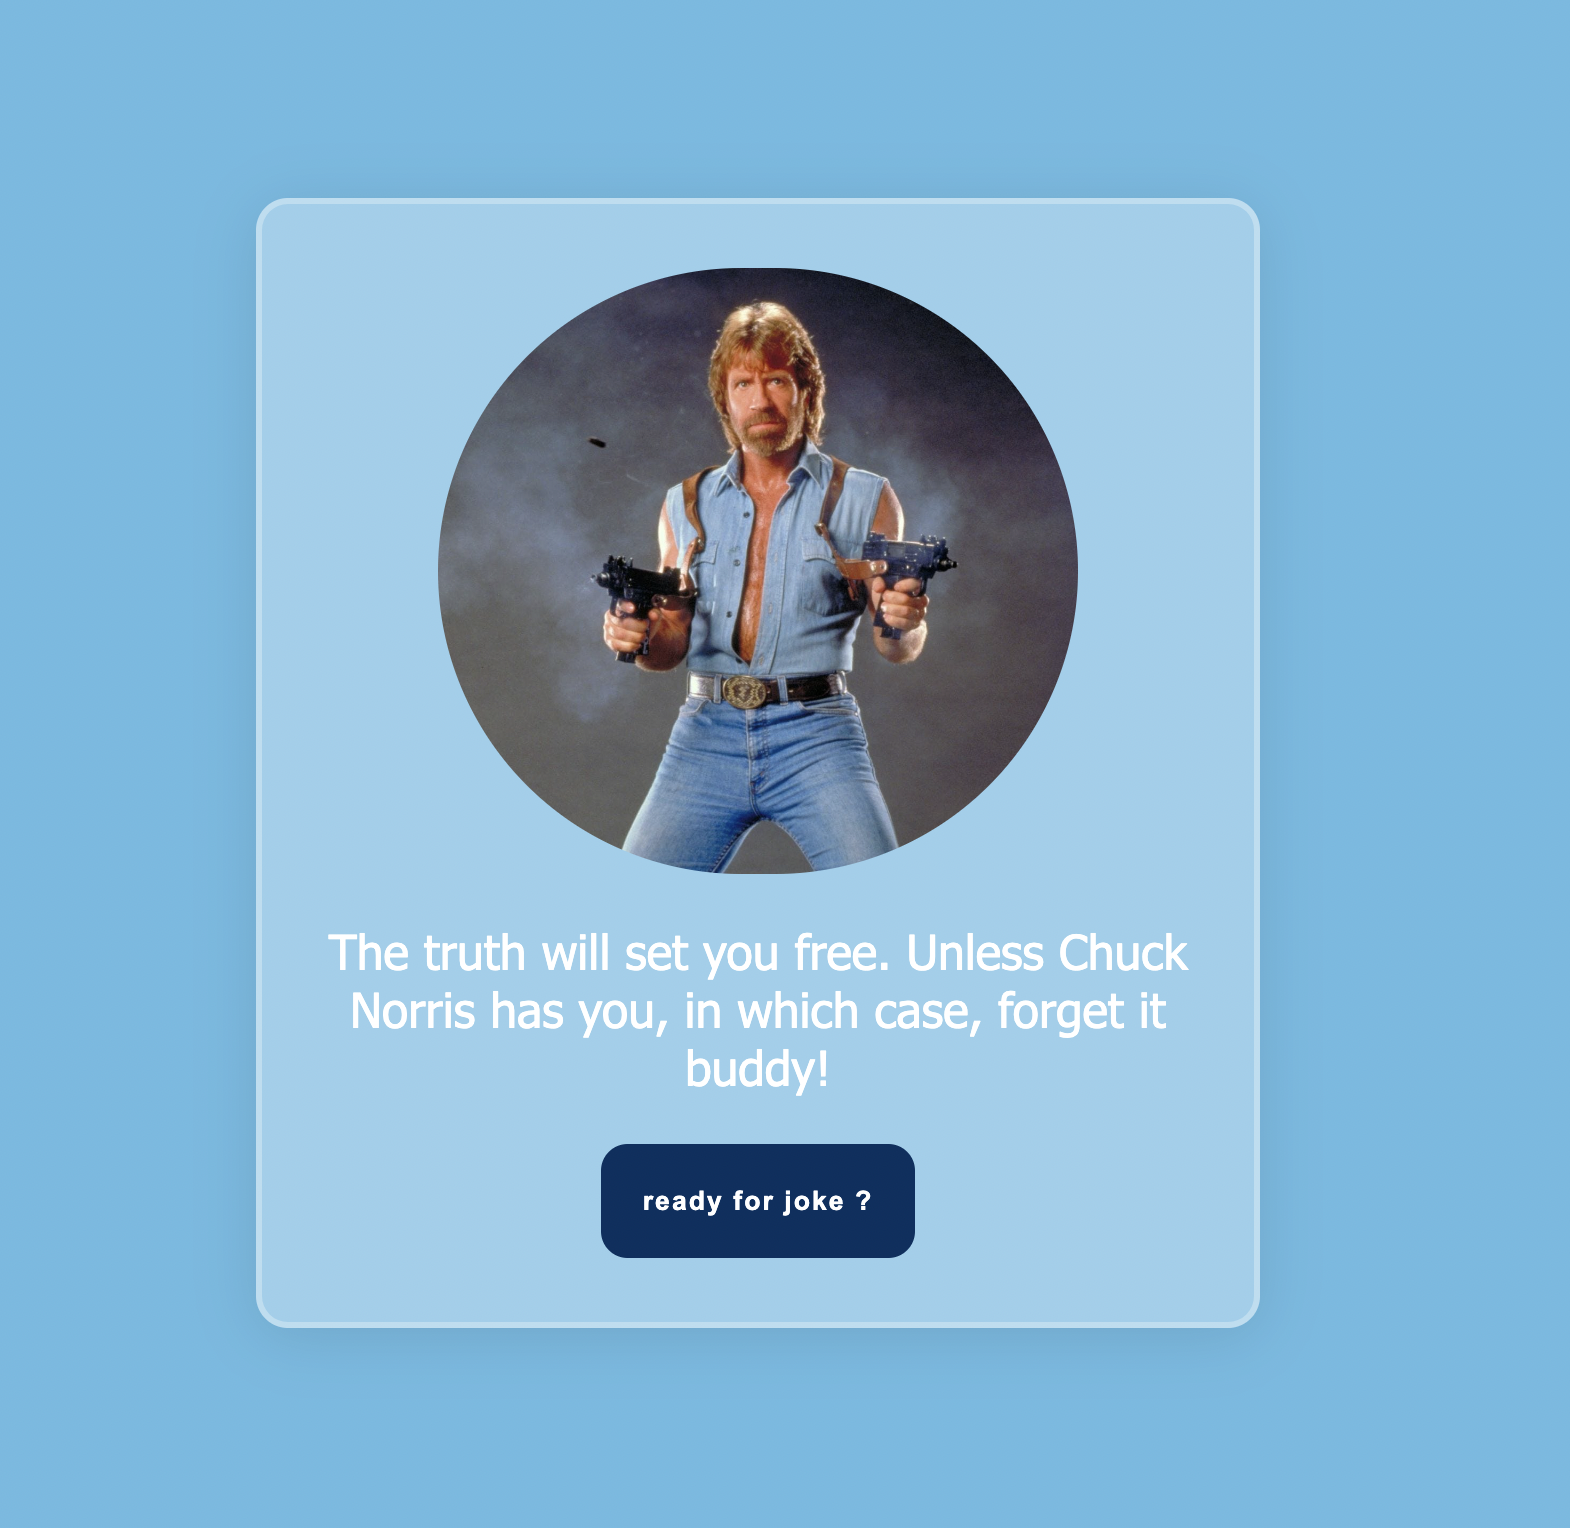 The truth will set you free. Unless Chuck
Norris has you, in which case, forget it
buddy!
ready for joke ?